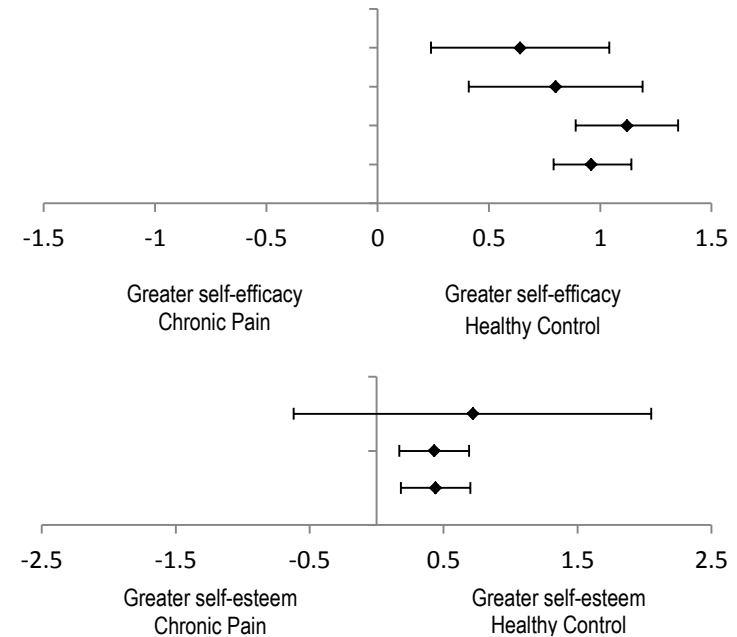 -1.5 -1 -0.5 0 0.5 1 1.5
Greater self-efficacy Greater self-efficacy
Chronic Pain Healthy Control
-2.5 -1.5 -0.5 0.5 1.5 2.5
Greater self-esteem Greater self-esteem
Chronic Pain Healthy Control